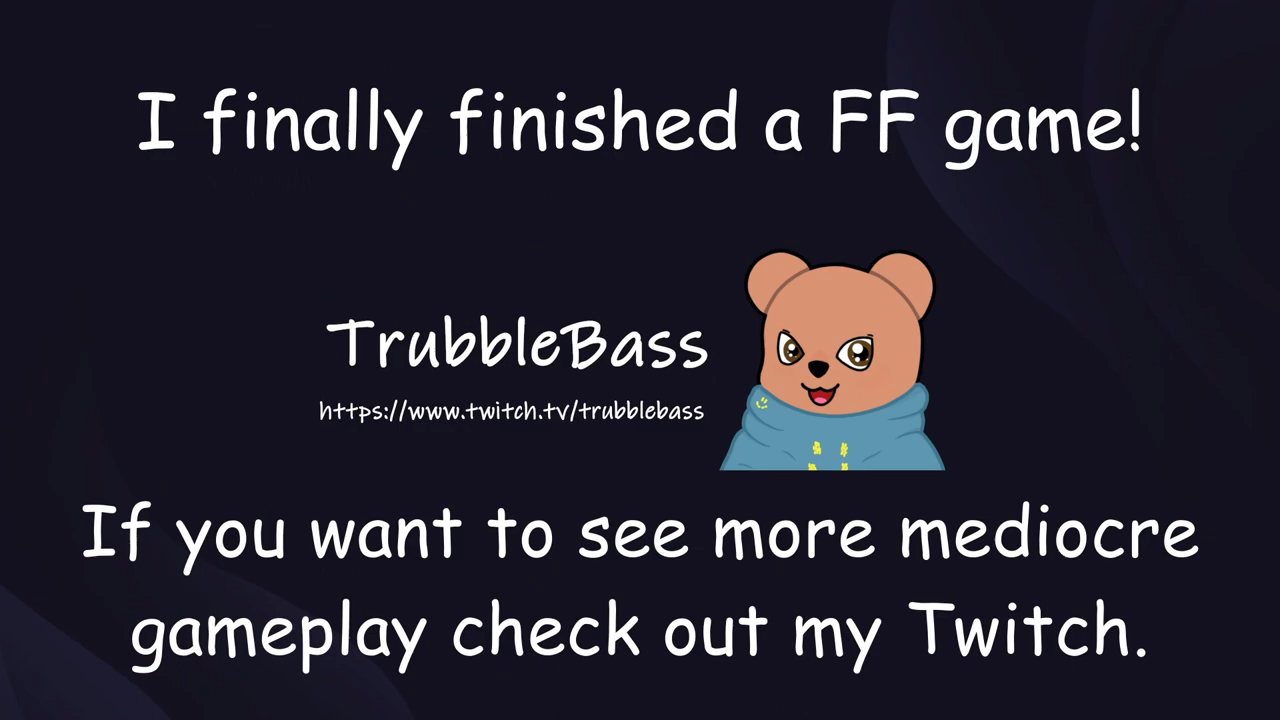 I finally finished a FF game!
TrubbleBass
https://www.twitch.tv/trubblebass
If you want to see more mediocre
gameplay check out my Twitch.